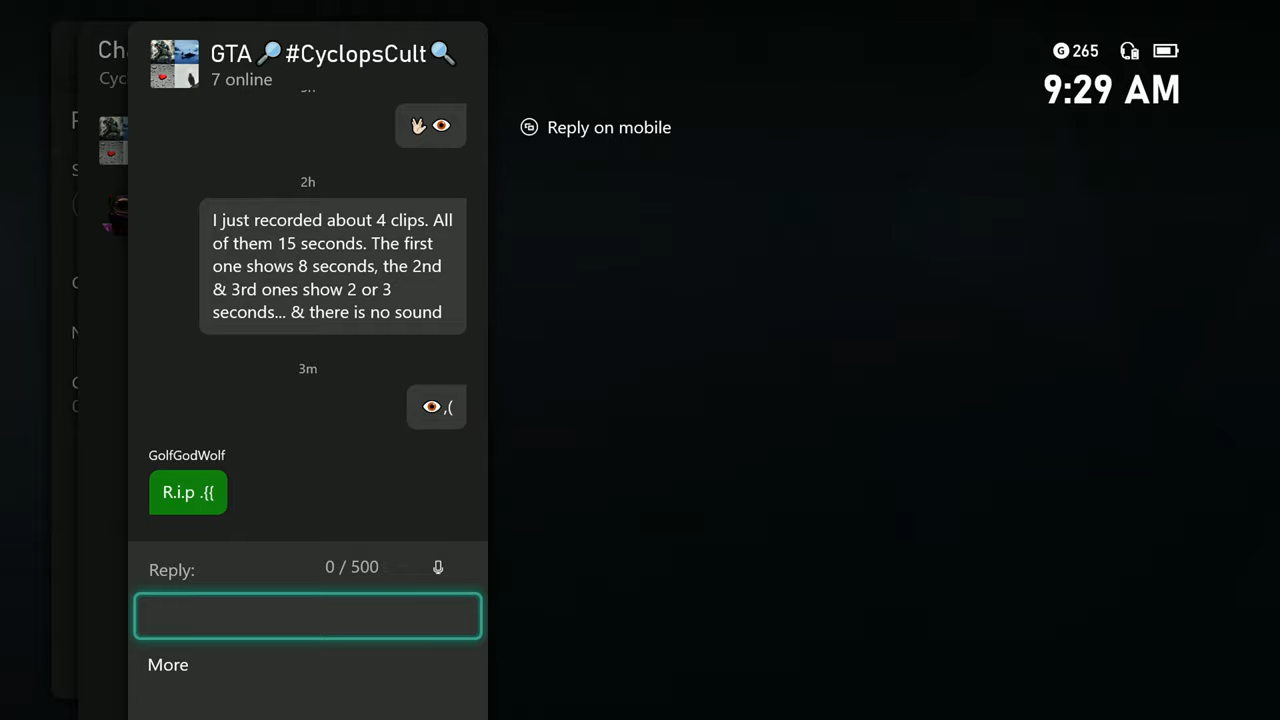 Ch
Cyc
GTA 🔎#CyclopsCult🔍
7 online
G 265
9:29 AM
🖖🏻👁️
Reply on mobile
2h
I just recorded about 4 clips. All
of them 15 seconds. The first
one shows 8 seconds, the 2nd
& 3rd ones show 2 or 3
seconds... & there is no sound
3m
👁️,(
GolfGodWolf
R.i.p .{{
Reply:
0 / 500
More